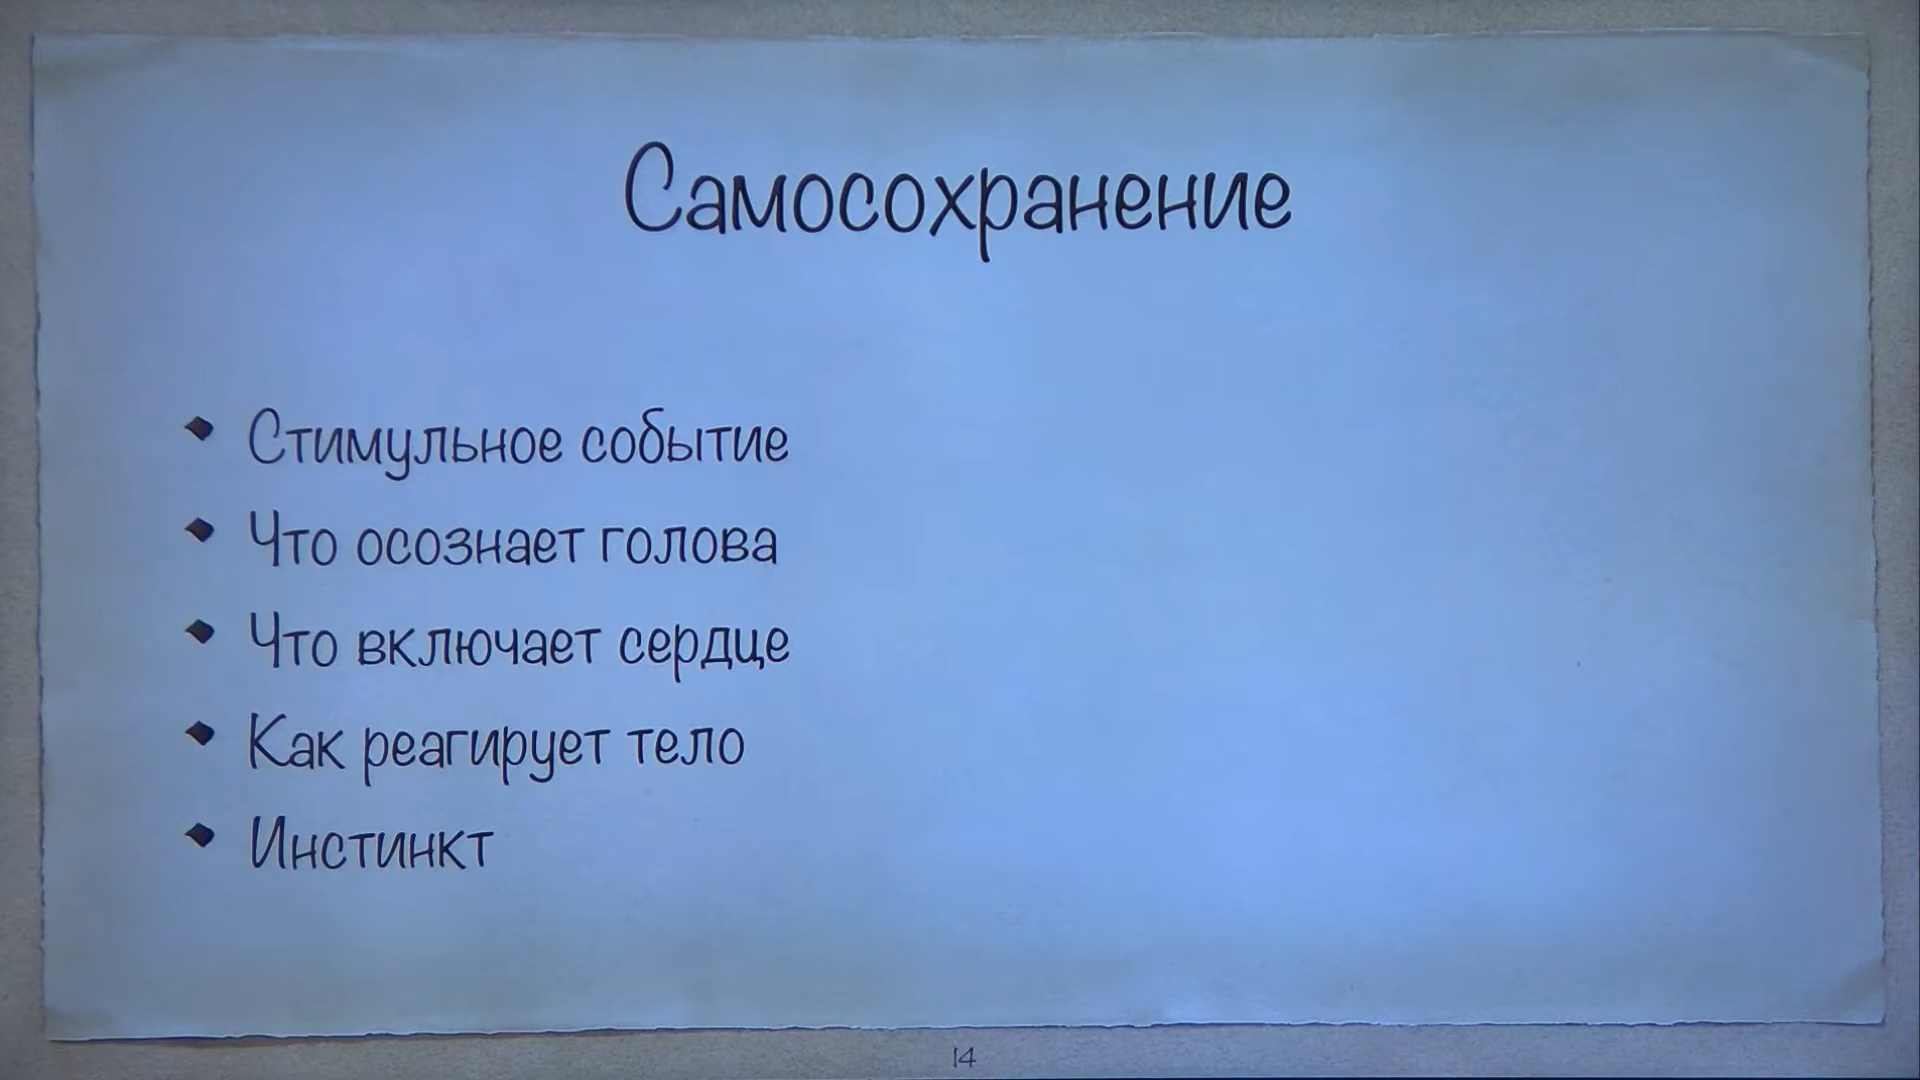 Самосохранение
Стимульное событие
Что осознает голова
Что включает сердце
Как реагирует тело
Инстинкт
14